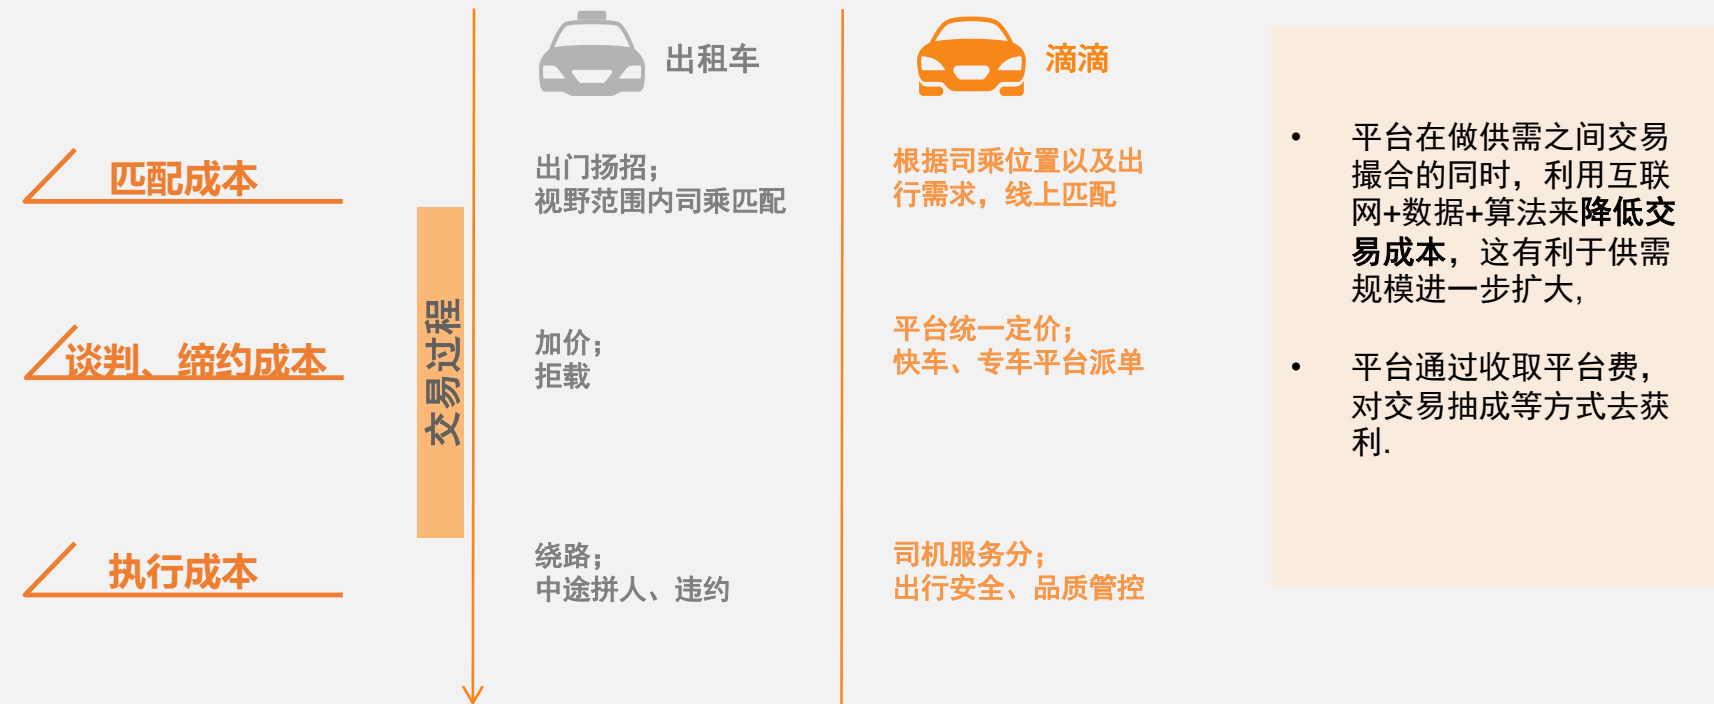 出租车
滴滴
匹配成本
出门扬招；
视野范围内司乘匹配
根据司乘位置以及出
行需求，线上匹配
交易过程
谈判、缔约成本
加价；
拒载
平台统一定价；
快车、专车平台派单
执行成本
绕路；
中途拼人、违约
司机服务分；
出行安全、品质管控
• 平台在做供需之间交易
撮合的同时，利用互联
网+数据+算法来降低交
易成本，这有利于供需
规模进一步扩大,
• 平台通过收取平台费，
对交易抽成等方式去获
利.